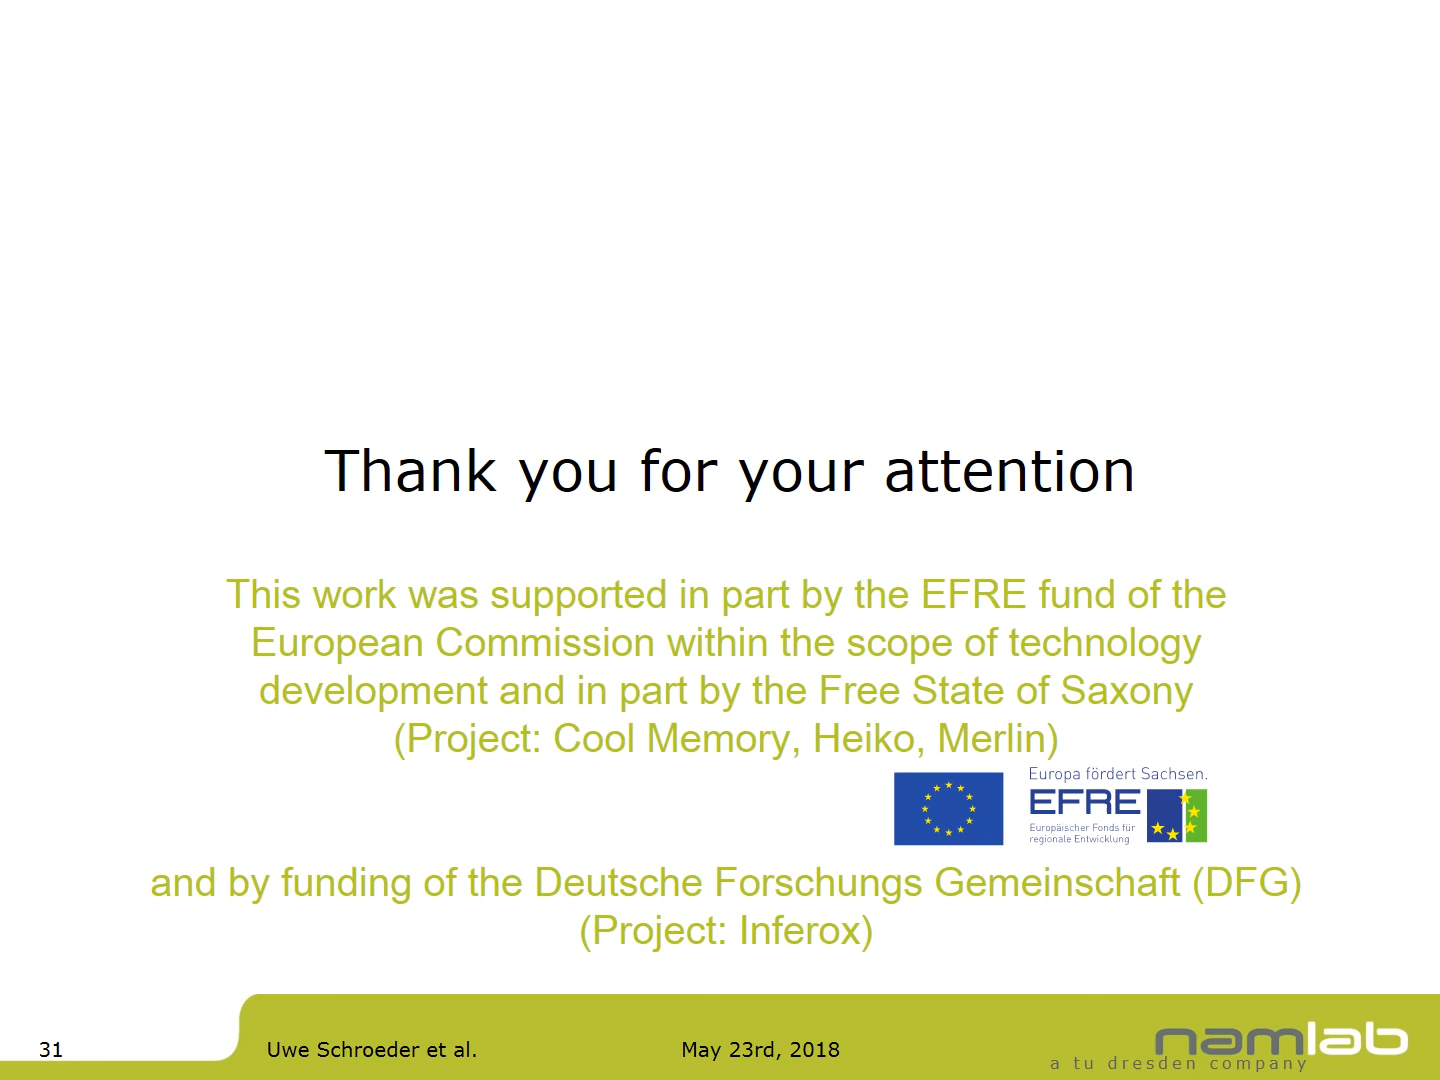 Thank you for your attention
This work was supported in part by the EFRE fund of the
European Commission within the scope of technology
development and in part by the Free State of Saxony
(Project: Cool Memory, Heiko, Merlin)
Europa fördert Sachsen.
EFRE
Europäischer Fonds für
regionale Entwicklung
and by funding of the Deutsche Forschungs Gemeinschaft (DFG)
(Project: Inferox)
31
Uwe Schroeder et al.
May 23rd, 2018
namlab
a tu dresden company